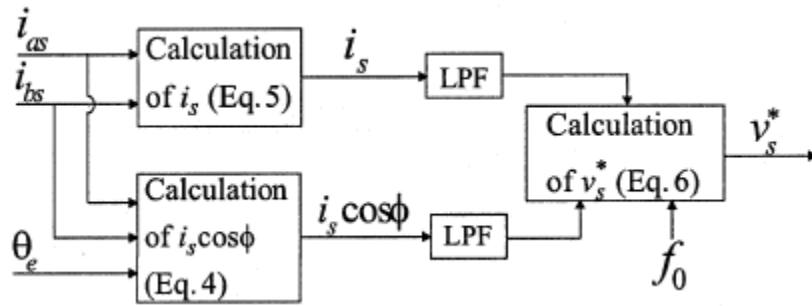 i_as
i_bs
Calculation
of i_s (Eq. 5)
i_s
LPF
Calculation
of v_s^* (Eq. 6)
v_s^*
θ_e
Calculation
of i_s cosϕ
(Eq. 4)
i_s cosϕ
LPF
f_0